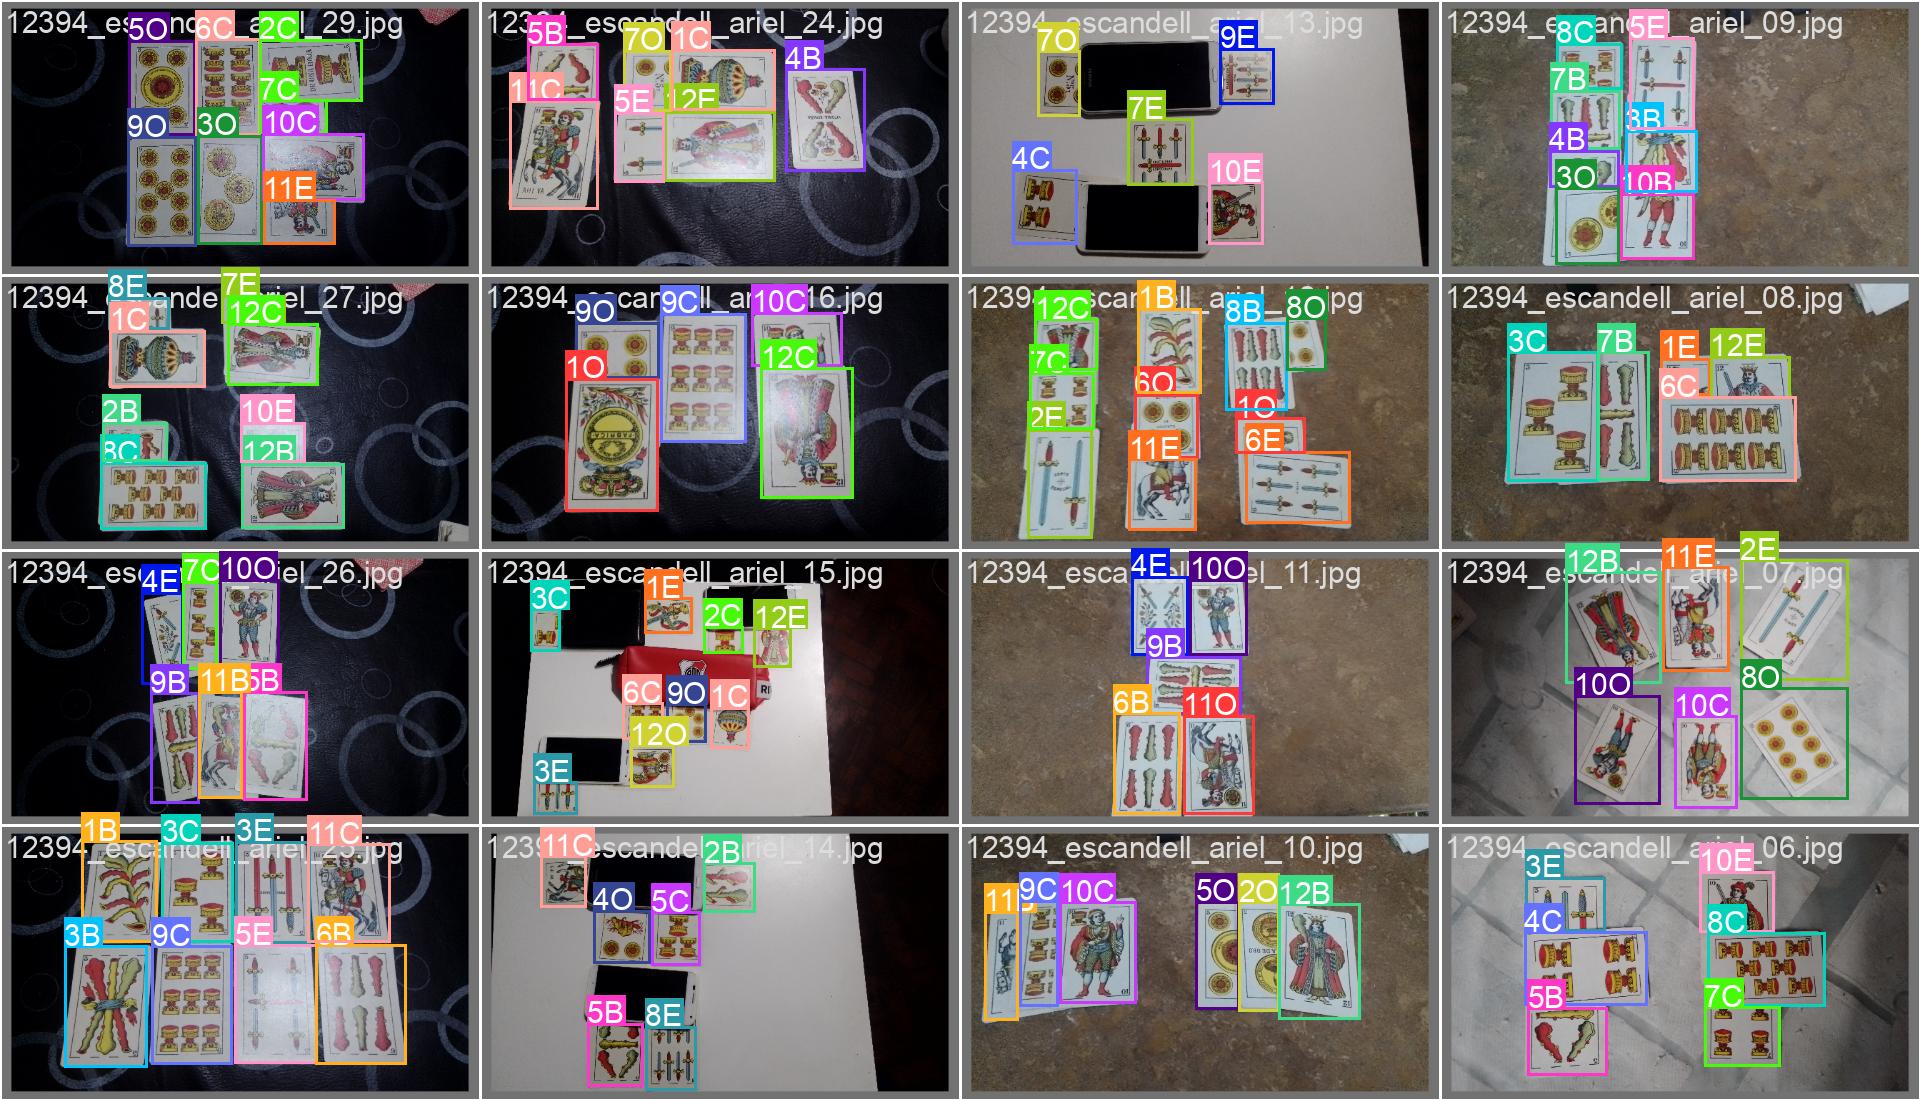 12394_escandell_ariel_29.jpg
5O
6C
2C
7C
9O
3O
10C
11E
12394_escandell_ariel_24.jpg
5B
7O
1C
4B
11C
5E
12E
12394_escandell_ariel_13.jpg
7O
9E
7E
4C
10E
12394_escandell_ariel_09.jpg
8C
5E
7B
3B
4B
3O
10B
12394_escandell_ariel_27.jpg
8E
7E
1C
12C
2B
10E
8C
12B
12394_escandell_ariel_16.jpg
9O
9C
10C
1O
12C
1B
12C
8B
8O
7C
6O
2E
1O
11E
6E
12394_escandell_ariel_08.jpg
3C
7B
1E
12E
6C
12394_escandell_ariel_26.jpg
4E
7C
10O
9B
11B
5B
12394_escandell_ariel_15.jpg
3C
1E
2C
12E
6C
9O
1C
12O
3E
12394_escandell_ariel_11.jpg
4E
10O
9B
6B
11O
12394_escandell_ariel_07.jpg
12B
11E
2E
10O
10C
8O
12394_escandell_ariel_25.jpg
1B
3C
3E
11C
3B
9C
5E
6B
12394_escandell_ariel_14.jpg
11C
2B
4O
5C
5B
8E
12394_escandell_ariel_10.jpg
11B
9C
10C
5O
2O
12B
12394_escandell_ariel_06.jpg
3E
10E
4C
8C
5B
7C